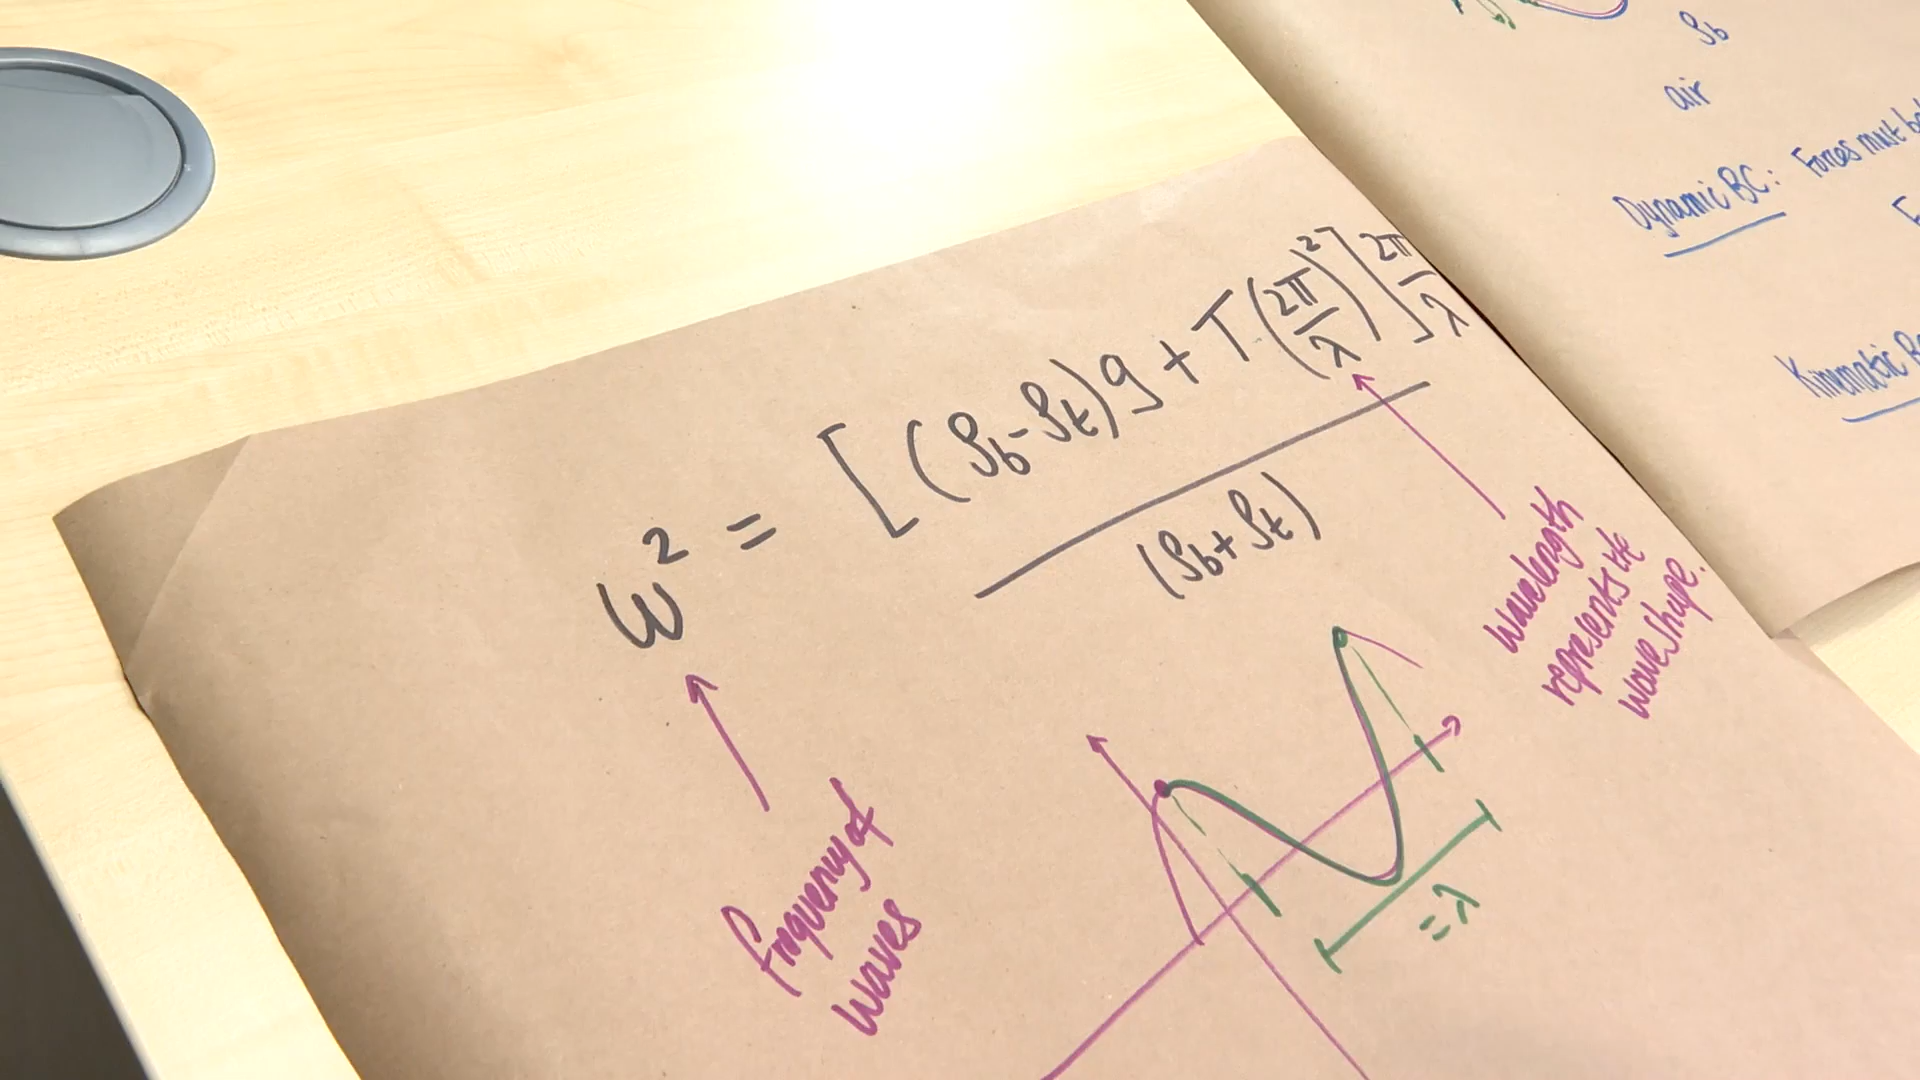 ω² = [(ρb-ρt)g + T(2π/λ)²]2π/λ
(ρb+ρt)
frequency of
waves
wavelength
represents the
wave shape.
=λ
ρb
air
Dynamic BC: Forces must
Kinematic